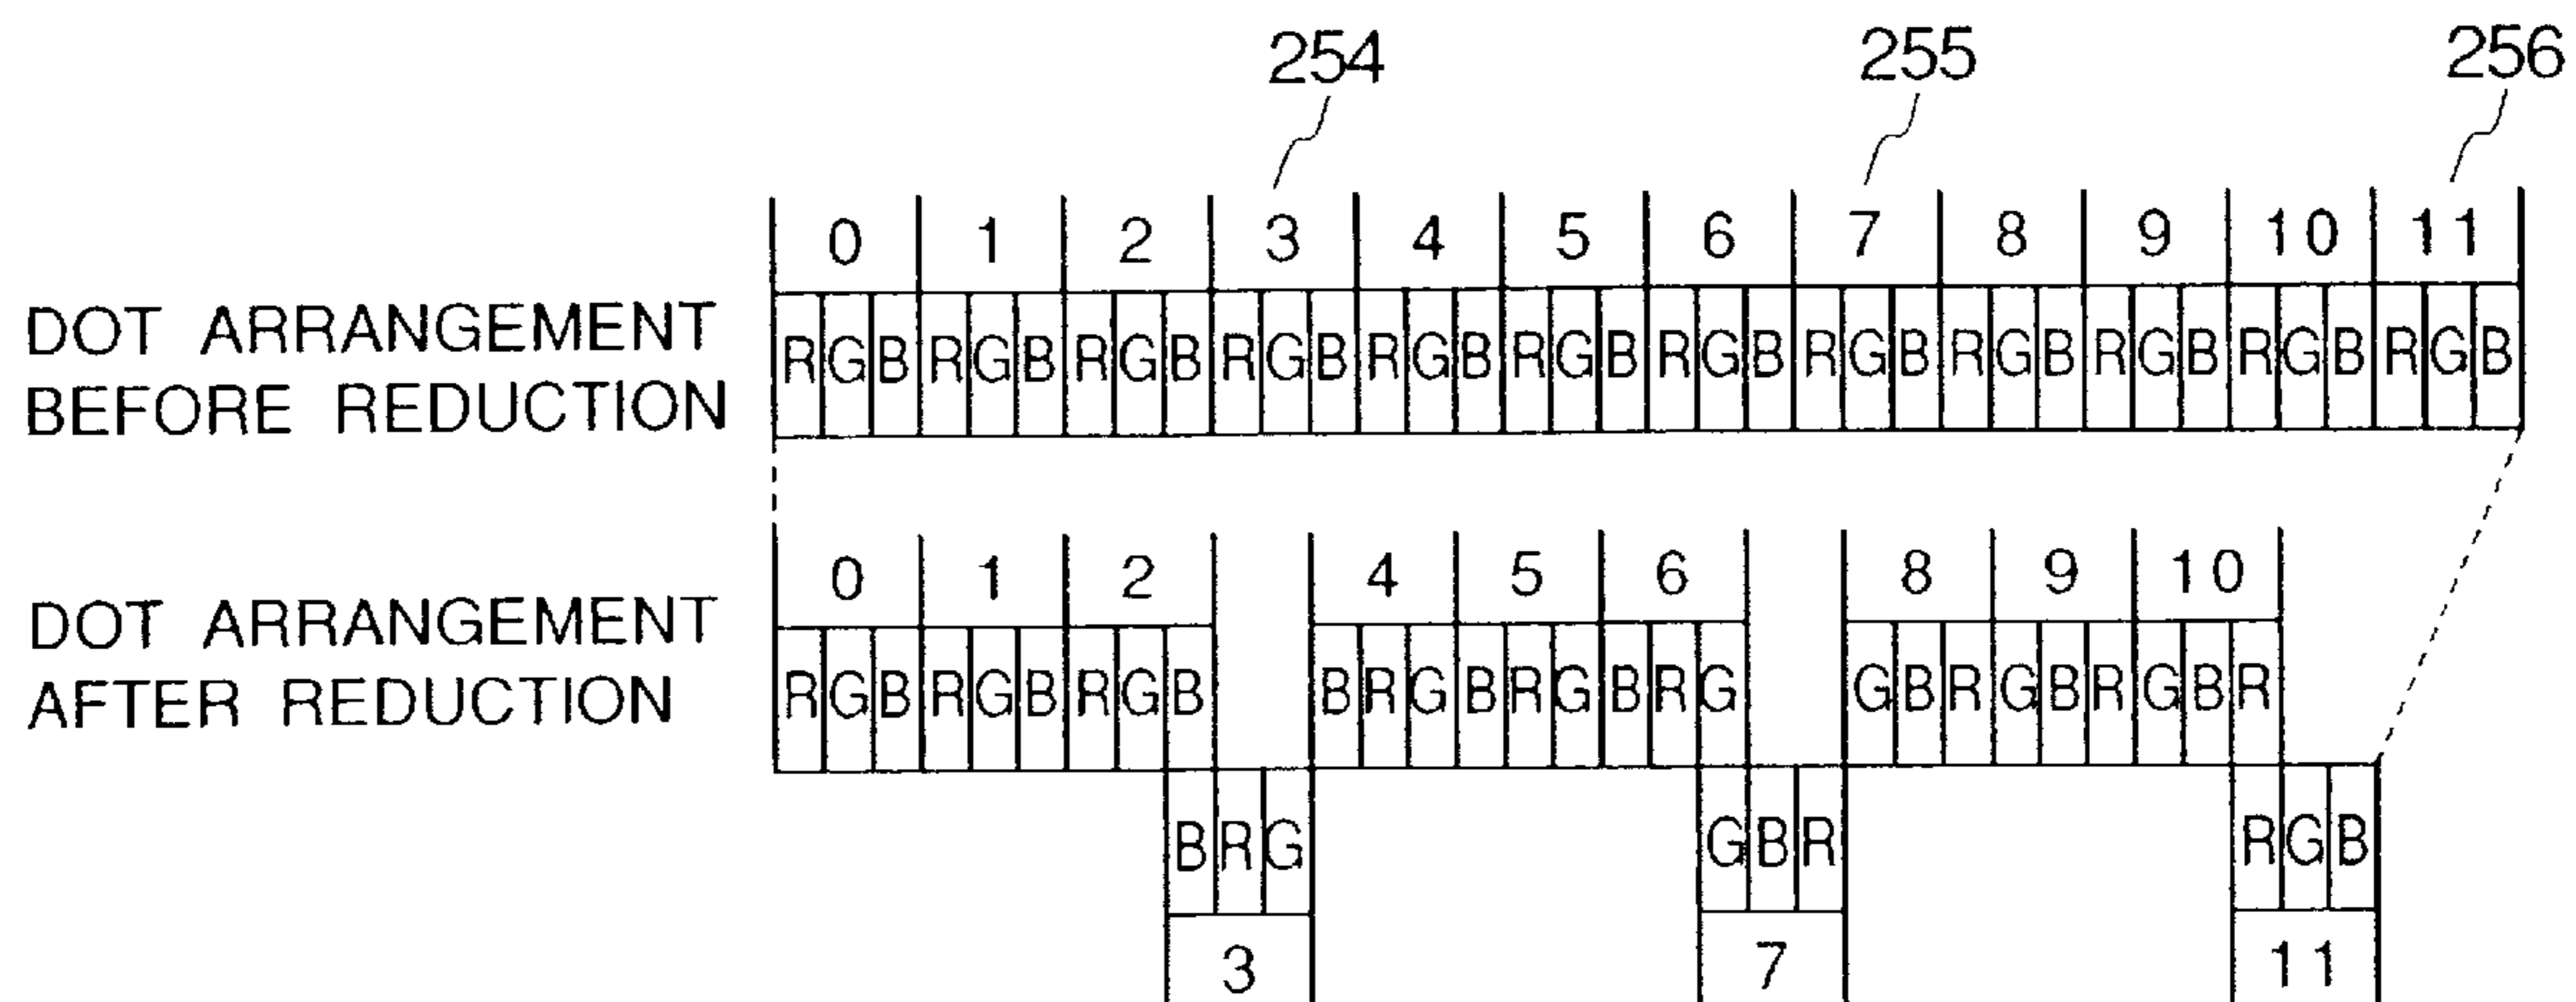 254 255 256
0 1 2 3 4 5 6 7 8 9 10 11
DOT ARRANGEMENT
BEFORE REDUCTION
R G B R G B R G B R G B R G B R G B R G B R G B R G B R G B R G B R G B
0 1 2 4 5 6 8 9 10
DOT ARRANGEMENT
AFTER REDUCTION
R G B R G B R G B B R G B R G B R G G B R G B R G B R
B R G G B R R G B
3 7 11